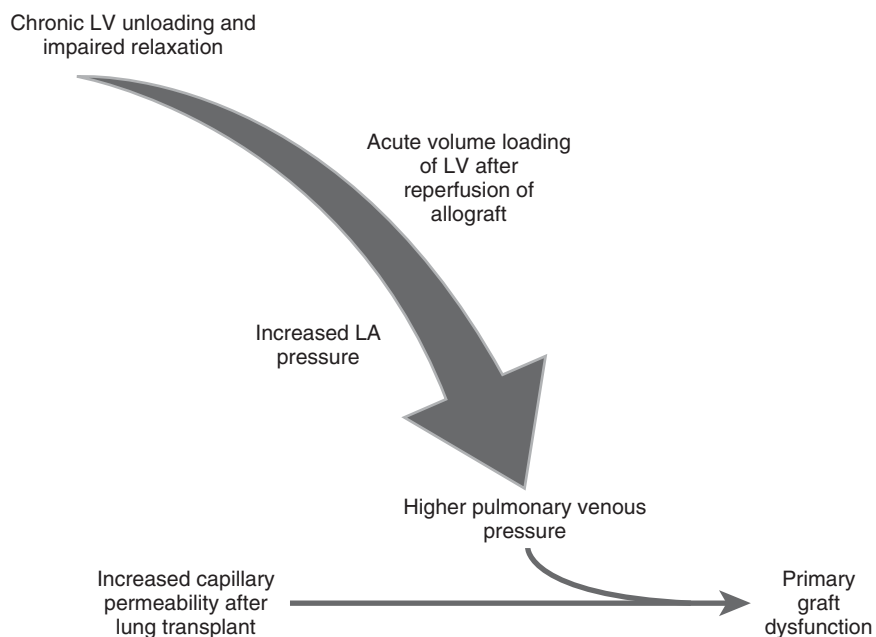 Chronic LV unloading and
impaired relaxation
Acute volume loading
of LV after
reperfusion of
allograft
Increased LA
pressure
Higher pulmonary venous
pressure
Increased capillary
permeability after
lung transplant
Primary
graft
dysfunction